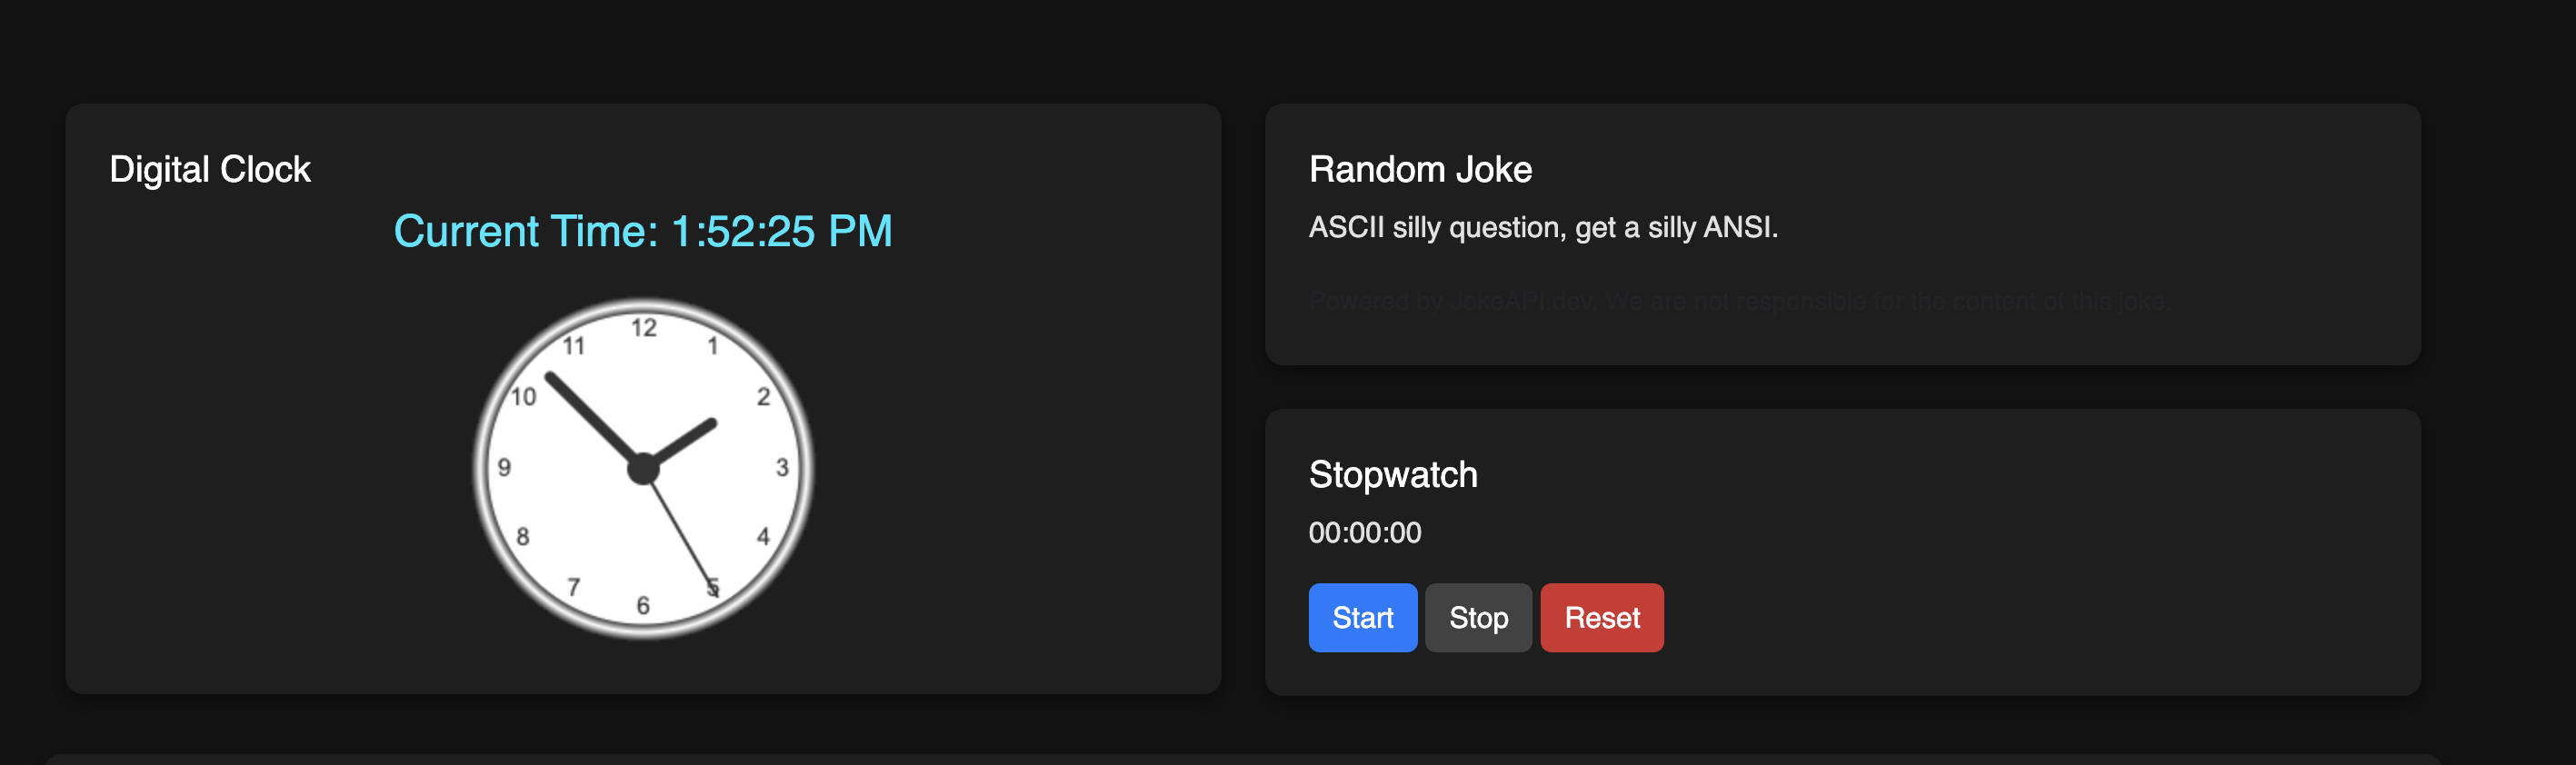 Digital Clock
Current Time: 1:52:25 PM
12
11
1
10
2
9
3
8
4
7
5
6
Random Joke
ASCII silly question, get a silly ANSI.
Powered by JokeAPI.dev. We are not responsible for the content of this joke.
Stopwatch
00:00:00
Start Stop Reset